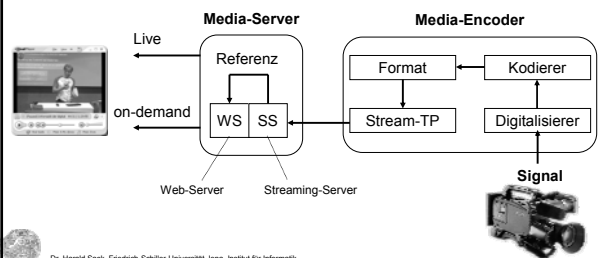 Media-Server
Media-Encoder
Live
Referenz
Format
Kodierer
on-demand
WS
SS
Stream-TP
Digitalisierer
Web-Server
Streaming-Server
Signal
Dr. Harald Sack, Friedrich-Schiller-Universität Jena, Institut für Informatik